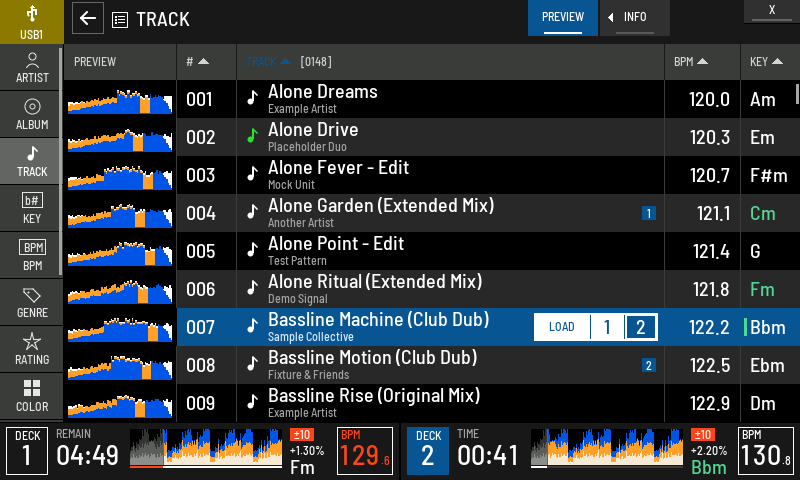 USB1
TRACK
PREVIEW
INFO
X
ARTIST
ALBUM
TRACK
b#
KEY
BPM
BPM
GENRE
RATING
COLOR
PREVIEW # TRACK [0148] BPM KEY
001 Alone Dreams 120.0 Am
Example Artist
002 Alone Drive 120.3 Em
Placeholder Duo
003 Alone Fever - Edit 120.7 F#m
Mock Unit
004 Alone Garden (Extended Mix) 1 121.1 Cm
Another Artist
005 Alone Point - Edit 121.4 G
Test Pattern
006 Alone Ritual (Extended Mix) 121.8 Fm
Demo Signal
007 Bassline Machine (Club Dub) LOAD 1 2 122.2 Bbm
Sample Collective
008 Bassline Motion (Club Dub) 2 122.5 Ebm
Fixture & Friends
009 Bassline Rise (Original Mix) 122.9 Dm
Example Artist
DECK 1
REMAIN
04:49
±10
+1.30%
Fm
BPM
129.6
DECK 2
TIME
00:41
±10
+2.20%
Bbm
BPM
130.8